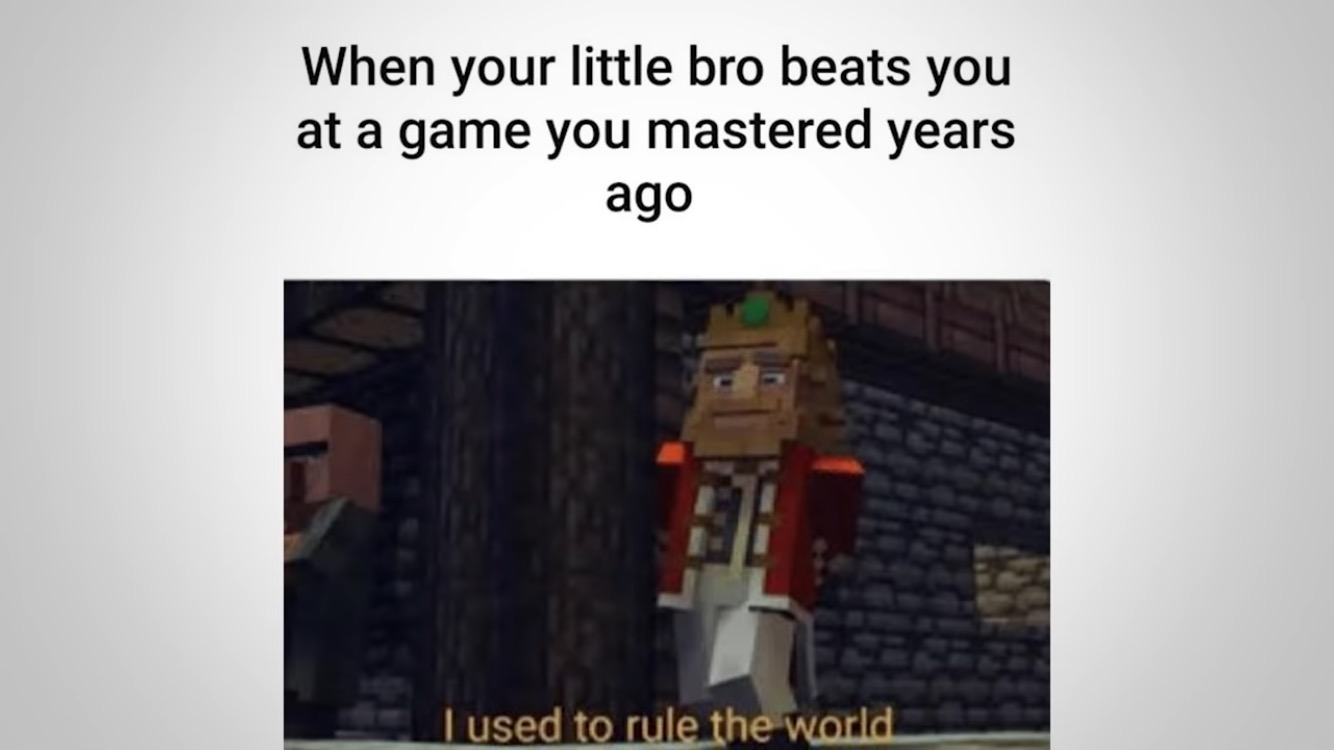 When your little bro beats you
at a game you mastered years
ago
I used to rule the world